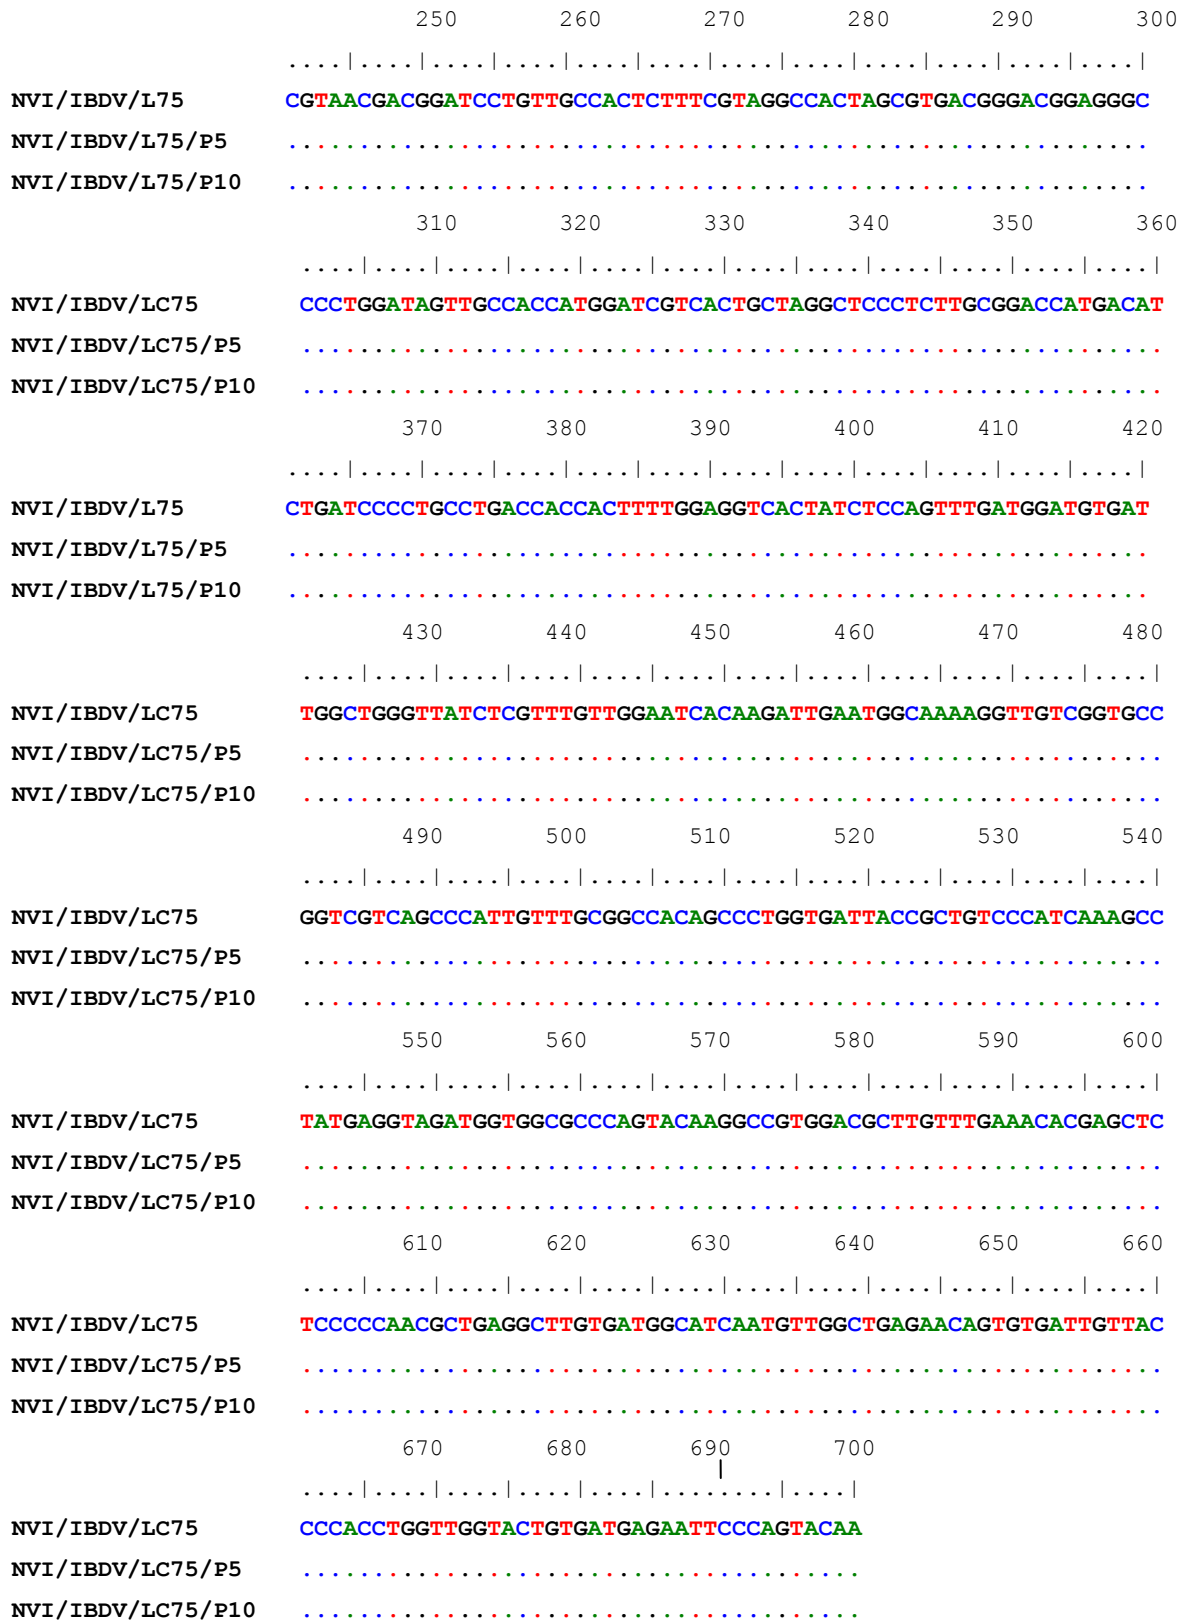 250 260 270 280 290 300
....|....|....|....|....|....|....|....|....|....|....|....|
NVI/IBDV/L75 CGTAACGACGGATCCTGTTGCCACTCTTTCGTAGGCCACTAGCGTGACGGGACGGAGGGC
NVI/IBDV/L75/P5 ............................................................
NVI/IBDV/L75/P10 ............................................................
310 320 330 340 350 360
....|....|....|....|....|....|....|....|....|....|....|....|
NVI/IBDV/LC75 CCCTGGATAGTTGCCACCATGGATCGTCACTGCTAGGCTCCCTCTTGCGGACCATGACAT
NVI/IBDV/LC75/P5 ............................................................
NVI/IBDV/LC75/P10 ............................................................
370 380 390 400 410 420
....|....|....|....|....|....|....|....|....|....|....|....|
NVI/IBDV/L75 CTGATCCCCTGCCTGACCACCACTTTTGGAGGTCACTATCTCCAGTTTGATGGATGTGAT
NVI/IBDV/L75/P5 ............................................................
NVI/IBDV/L75/P10 ............................................................
430 440 450 460 470 480
....|....|....|....|....|....|....|....|....|....|....|....|
NVI/IBDV/LC75 TGGCTGGGTTATCTCGTTTGTTGGAATCACAAGATTGAATGGCAAAAGGTTGTCGGTGCC
NVI/IBDV/LC75/P5 ............................................................
NVI/IBDV/LC75/P10 ............................................................
490 500 510 520 530 540
....|....|....|....|....|....|....|....|....|....|....|....|
NVI/IBDV/LC75 GGTCGTCAGCCCATTGTTTGCGGCCACAGCCCTGGTGATTACCGCTGTCCCATCAAAGCC
NVI/IBDV/LC75/P5 ............................................................
NVI/IBDV/LC75/P10 ............................................................
550 560 570 580 590 600
....|....|....|....|....|....|....|....|....|....|....|....|
NVI/IBDV/LC75 TATGAGGTAGATGGTGGCGCCCAGTACAAGGCCGTGGACGCTTGTTTGAAACACGAGCTC
NVI/IBDV/LC75/P5 ............................................................
NVI/IBDV/LC75/P10 ............................................................
610 620 630 640 650 660
....|....|....|....|....|....|....|....|....|....|....|....|
NVI/IBDV/LC75 TCCCCCAACGCTGAGGCTTGTGATGGCATCAATGTTGGCTGAGAACAGTGTGATTGTTAC
NVI/IBDV/LC75/P5 ............................................................
NVI/IBDV/LC75/P10 ............................................................
670 680 690 700
....|....|....|....|....|....|....|....|
NVI/IBDV/LC75 CCCACCTGGTTGGTACTGTGATGAGAATTCCCAGTACAA
NVI/IBDV/LC75/P5 .......................................
NVI/IBDV/LC75/P10 .......................................